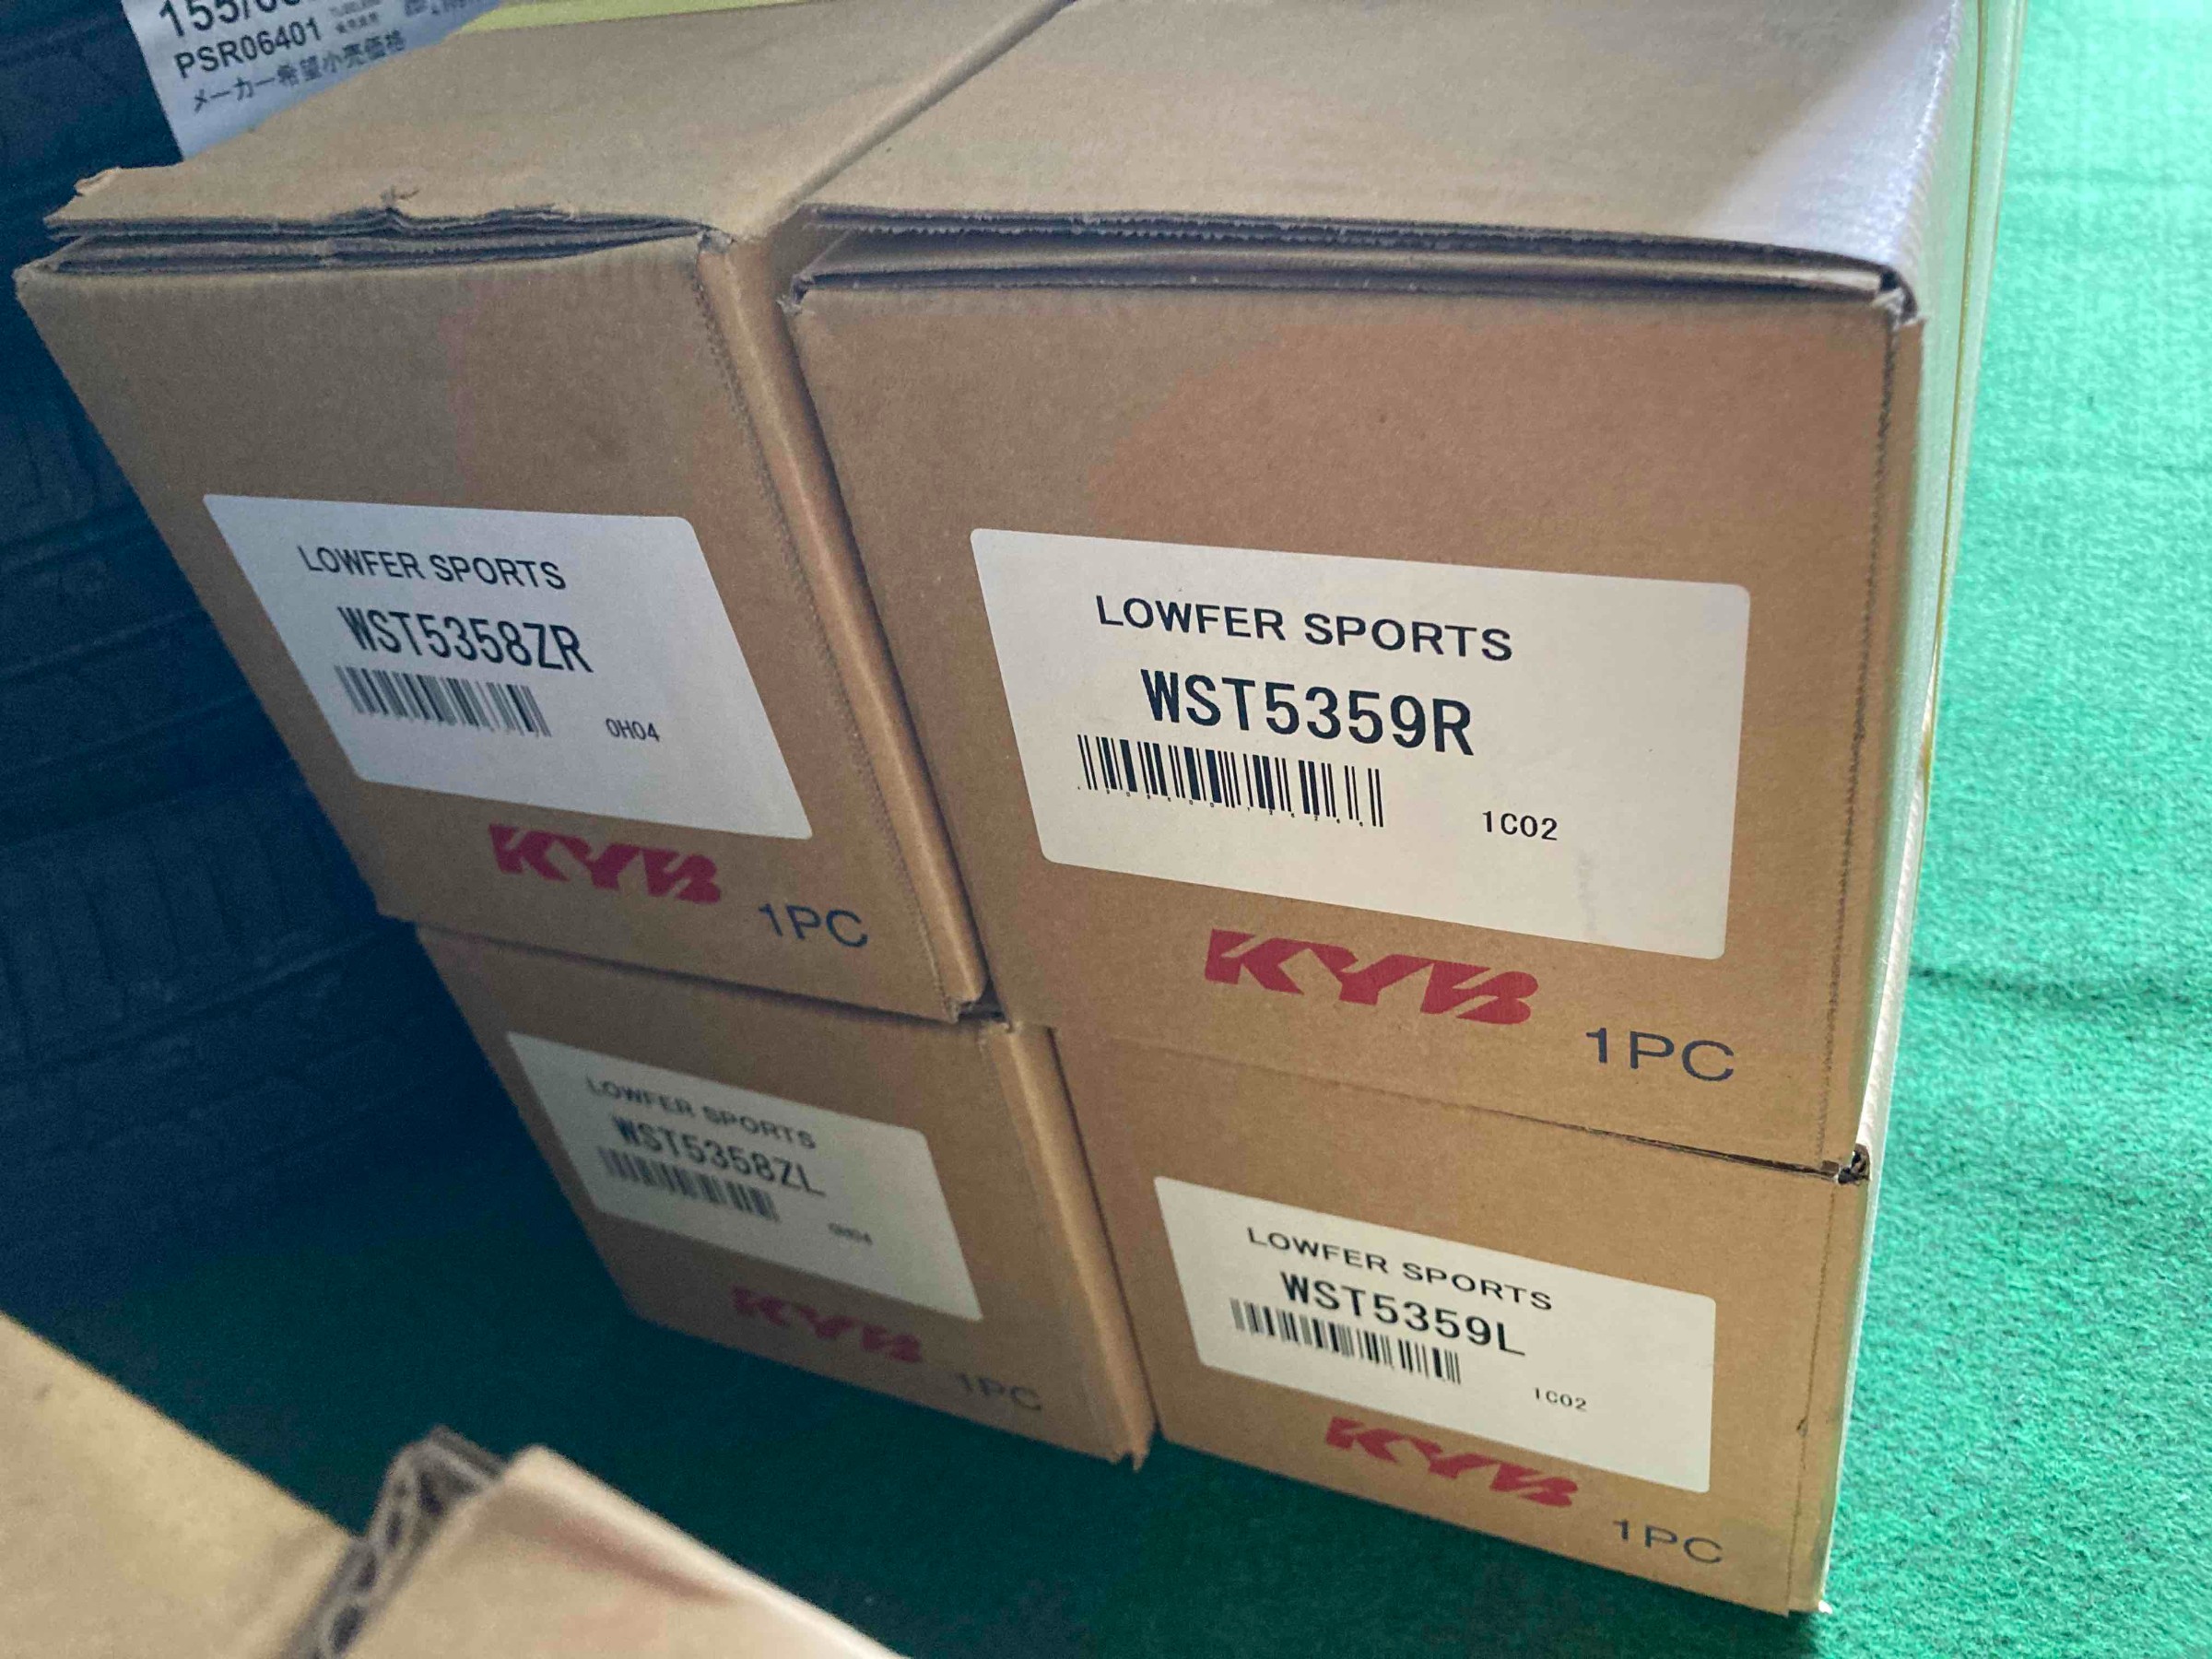 PSR06401
メーカー希望小売価格
LOWFER SPORTS
WST5358ZR
0H04
KYB
1PC
LOWFER SPORTS
WST5359R
1C02
KYB
1PC
LOWFER SPORTS
WST5358ZL
0H04
KYB
1PC
LOWFER SPORTS
WST5359L
1C02
KYB
1PC